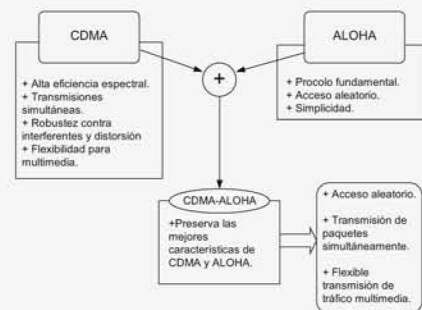 CDMA
+ Alta eficiencia espectral.
+ Transmisiones
simultáneas.
+ Robustez contra
interferentes y distorsión
+ Flexibilidad para
multimedia.
ALOHA
+ Procolo fundamental.
+ Acceso aleatorio.
+ Simplicidad.
+
CDMA-ALOHA
+Preserva las
mejores
características de
CDMA y ALOHA.
+ Acceso aleatorio.
+ Transmisión de
paquetes
simultáneamente.
+ Flexible
transmisión de
tráfico multimedia.